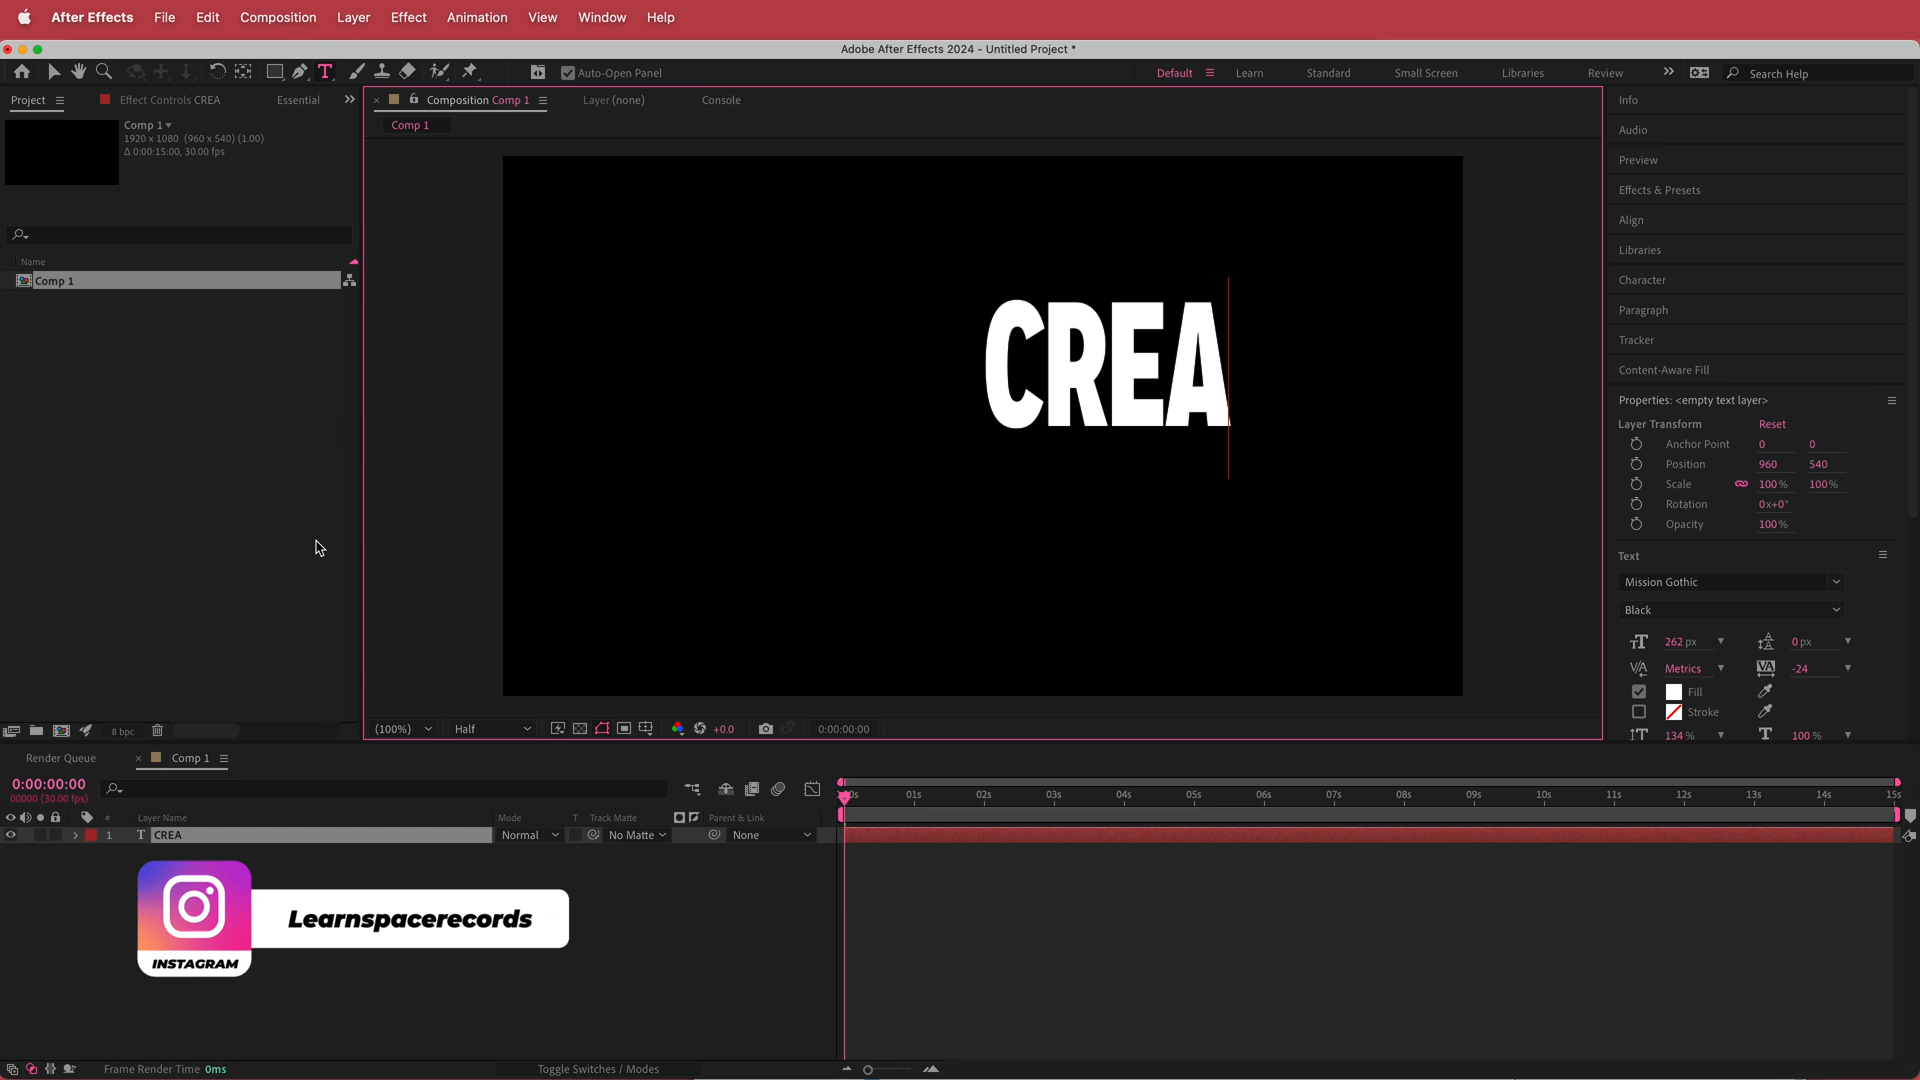 After Effects File Edit Composition Layer Effect Animation View Window Help
Adobe After Effects 2024 - Untitled Project *
Auto-Open Panel
Default Learn Standard Small Screen Libraries Review Search Help
Project Effect Controls CREA Essential
Composition Comp 1 Layer (none) Console
Comp 1
Comp 1
1920 x 1080 (960 x 540) (1.00)
Δ 0:00:15:00, 30.00 fps
Name
Comp 1
8 bpc
CREA
(100%) Half +0.0 0:00:00:00
Info
Audio
Preview
Effects & Presets
Align
Libraries
Character
Paragraph
Tracker
Content-Aware Fill
Properties: <empty text layer>
Layer Transform Reset
Anchor Point 0 0
Position 960 540
Scale 100% 100%
Rotation 0x+0°
Opacity 100%
Text
Mission Gothic
Black
262 px 0 px
Metrics -24
Fill
Stroke
134 % 100 %
Render Queue Comp 1
0:00:00:00
00000 (30.00 fps)
01s 02s 03s 04s 05s 06s 07s 08s 09s 10s 11s 12s 13s 14s 15s
# Layer Name Mode T Track Matte Parent & Link
1 T CREA Normal No Matte None
Learnspacerecords
INSTAGRAM
Frame Render Time 0ms Toggle Switches / Modes